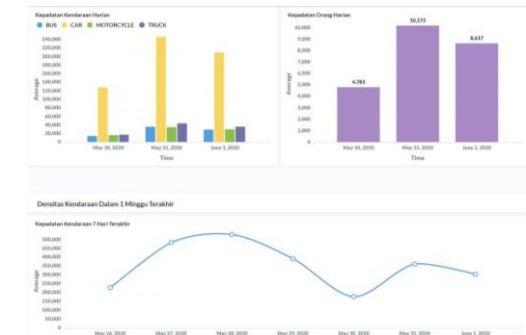 Kepadatan Kendaraan Harian
BUS CAR MOTORCYCLE TRUCK
240,000
220,000
200,000
180,000
160,000
140,000
120,000
100,000
80,000
60,000
40,000
20,000
0
Average
May 30, 2020 May 31, 2020 June 1, 2020
Time
Kepadatan Orang Harian
10,000
9,000
8,000
7,000
6,000
5,000
4,000
3,000
2,000
1,000
0
Average
4,783
10,172
8,617
May 30, 2020 May 31, 2020 June 1, 2020
Time
Densitas Kendaraan Dalam 1 Minggu Terakhir
Kepadatan Kendaraan 7 Hari Terakhir
500,000
450,000
400,000
350,000
300,000
250,000
200,000
150,000
100,000
50,000
0
Average
May 26, 2020 May 27, 2020 May 28, 2020 May 29, 2020 May 30, 2020 May 31, 2020 June 1, 2020